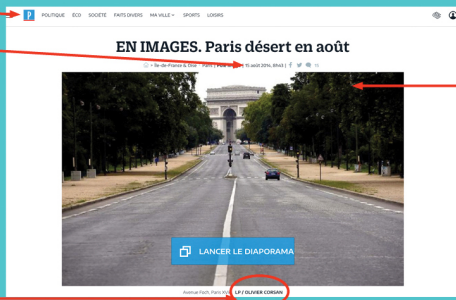 P POLITIQUE ÉCO SOCIÉTÉ FAITS DIVERS MA VILLE SPORTS LOISIRS
EN IMAGES. Paris désert en août
> Île-de-France & Oise > Paris | | 15 août 2016, 8h43 |
LANCER LE DIAPORAMA
Avenue Foch, Paris LP / OLIVIER CORSAN